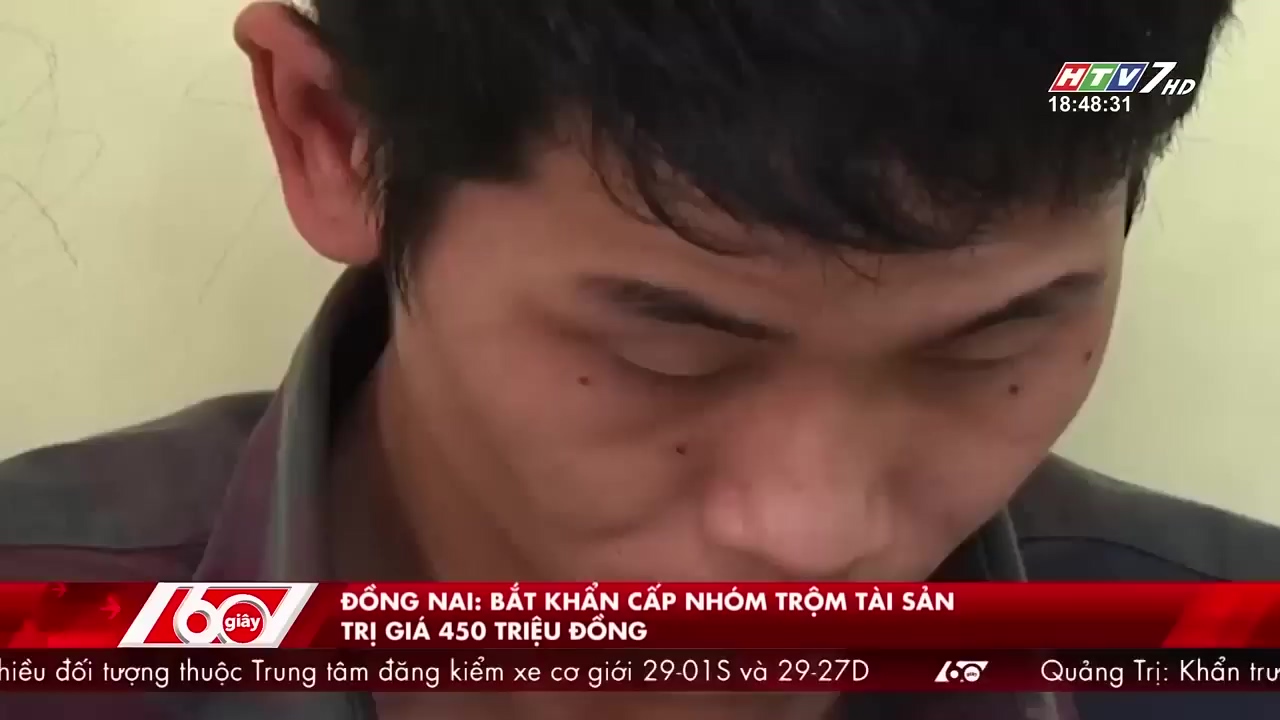 HTV7 HD
18:48:31
60 giây
ĐỒNG NAI: BẮT KHẨN CẤP NHÓM TRỘM TÀI SẢN
TRỊ GIÁ 450 TRIỆU ĐỒNG
hiều đối tượng thuộc Trung tâm đăng kiểm xe cơ giới 29-01S và 29-27D 60 Quảng Trị: Khẩn trư